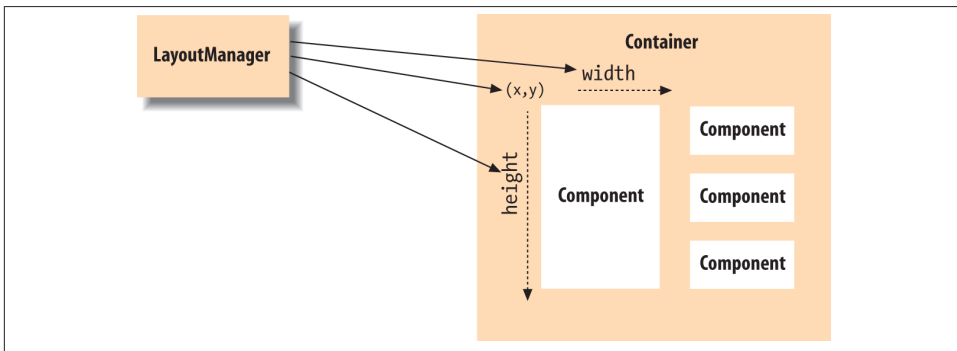 LayoutManager
Container
width
(x,y)
height
Component
Component
Component
Component